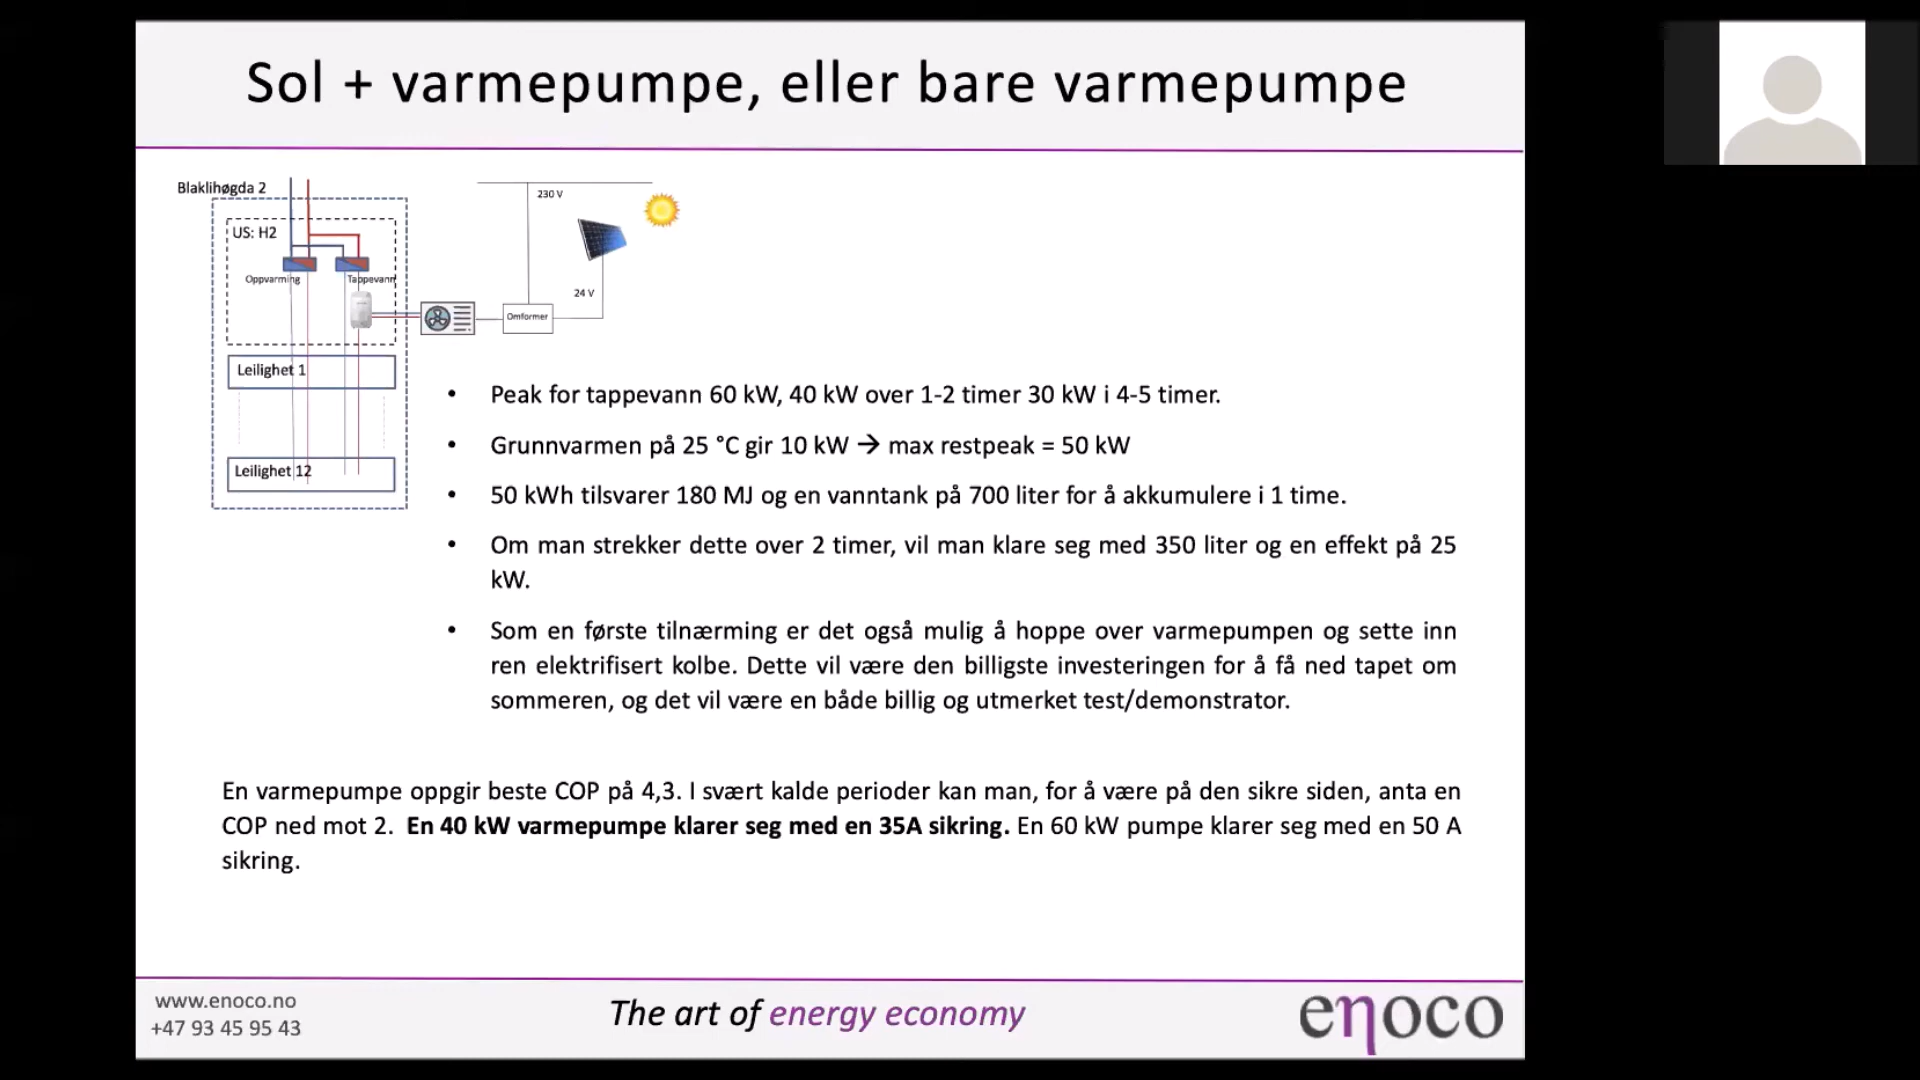 Sol + varmepumpe, eller bare varmepumpe
Blaklihøgda 2
230 V
US: H2
Oppvarming
Tappevann
24 V
Omformer
Leilighet 1
Leilighet 12
• Peak for tappevann 60 kW, 40 kW over 1-2 timer 30 kW i 4-5 timer.
• Grunnvarmen på 25 °C gir 10 kW → max restpeak = 50 kW
• 50 kWh tilsvarer 180 MJ og en vanntank på 700 liter for å akkumulere i 1 time.
• Om man strekker dette over 2 timer, vil man klare seg med 350 liter og en effekt på 25
kW.
• Som en første tilnærming er det også mulig å hoppe over varmepumpen og sette inn
ren elektrifisert kolbe. Dette vil være den billigste investeringen for å få ned tapet om
sommeren, og det vil være en både billig og utmerket test/demonstrator.
En varmepumpe oppgir beste COP på 4,3. I svært kalde perioder kan man, for å være på den sikre siden, anta en
COP ned mot 2. En 40 kW varmepumpe klarer seg med en 35A sikring. En 60 kW pumpe klarer seg med en 50 A
sikring.
www.enoco.no
+47 93 45 95 43
The art of energy economy
enoco